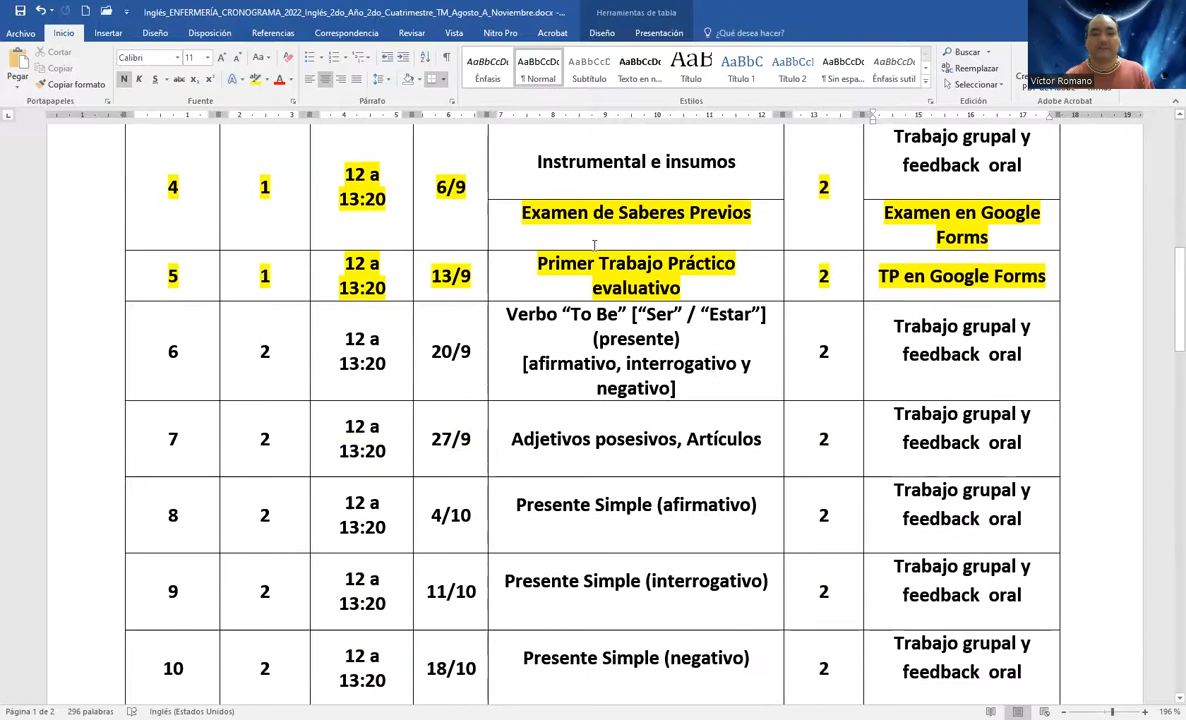 Inglés_ENFERMERÍA_CRONOGRAMA_2022_Inglés_2do_Año_2do_Cuatrimestre_TM_Agosto_A_Noviembre.docx -...
Herramientas de tabla
Archivo Inicio Insertar Diseño Disposición Referencias Correspondencia Revisar Vista Nitro Pro Acrobat Diseño Presentación ¿Qué desea hacer?
Pegar
Cortar
Copiar
Copiar formato
Calibri 11
N K S abc x₂ x²
AaBbCcDc AaBbCcDc AaBbCcDc AaBbCcDc AaB AaBbC AaBbCc AaBbCcDc AaBbCcDc
Énfasis ¶ Normal Subtítulo Texto en n... Título Título 1 Título 2 ¶ Sin espa... Énfasis sutil
Buscar
Reemplazar
Seleccionar
Víctor Romano
Portapapeles Fuente Párrafo Estilos Edición Adobe Acrobat
Trabajo grupal y
feedback oral
Instrumental e insumos
4 1 12 a
13:20
6/9 2
Examen de Saberes Previos
Examen en Google
Forms
5 1 12 a
13:20
13/9 Primer Trabajo Práctico
evaluativo
2 TP en Google Forms
6 2 12 a
13:20
20/9 Verbo “To Be” [“Ser” / “Estar”]
(presente)
[afirmativo, interrogativo y
negativo]
2 Trabajo grupal y
feedback oral
7 2 12 a
13:20
27/9 Adjetivos posesivos, Artículos 2 Trabajo grupal y
feedback oral
8 2 12 a
13:20
4/10 Presente Simple (afirmativo) 2 Trabajo grupal y
feedback oral
9 2 12 a
13:20
11/10 Presente Simple (interrogativo) 2 Trabajo grupal y
feedback oral
10 2 12 a
13:20
18/10 Presente Simple (negativo) 2 Trabajo grupal y
feedback oral
Página 1 de 2 296 palabras Inglés (Estados Unidos) 196 %